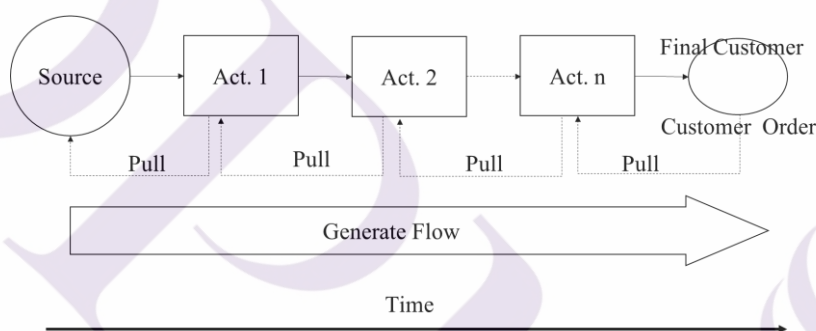 Final Customer
Source
Act. 1
Act. 2
Act. n
Customer Order
Pull
Pull
Pull
Pull
Generate Flow
Time